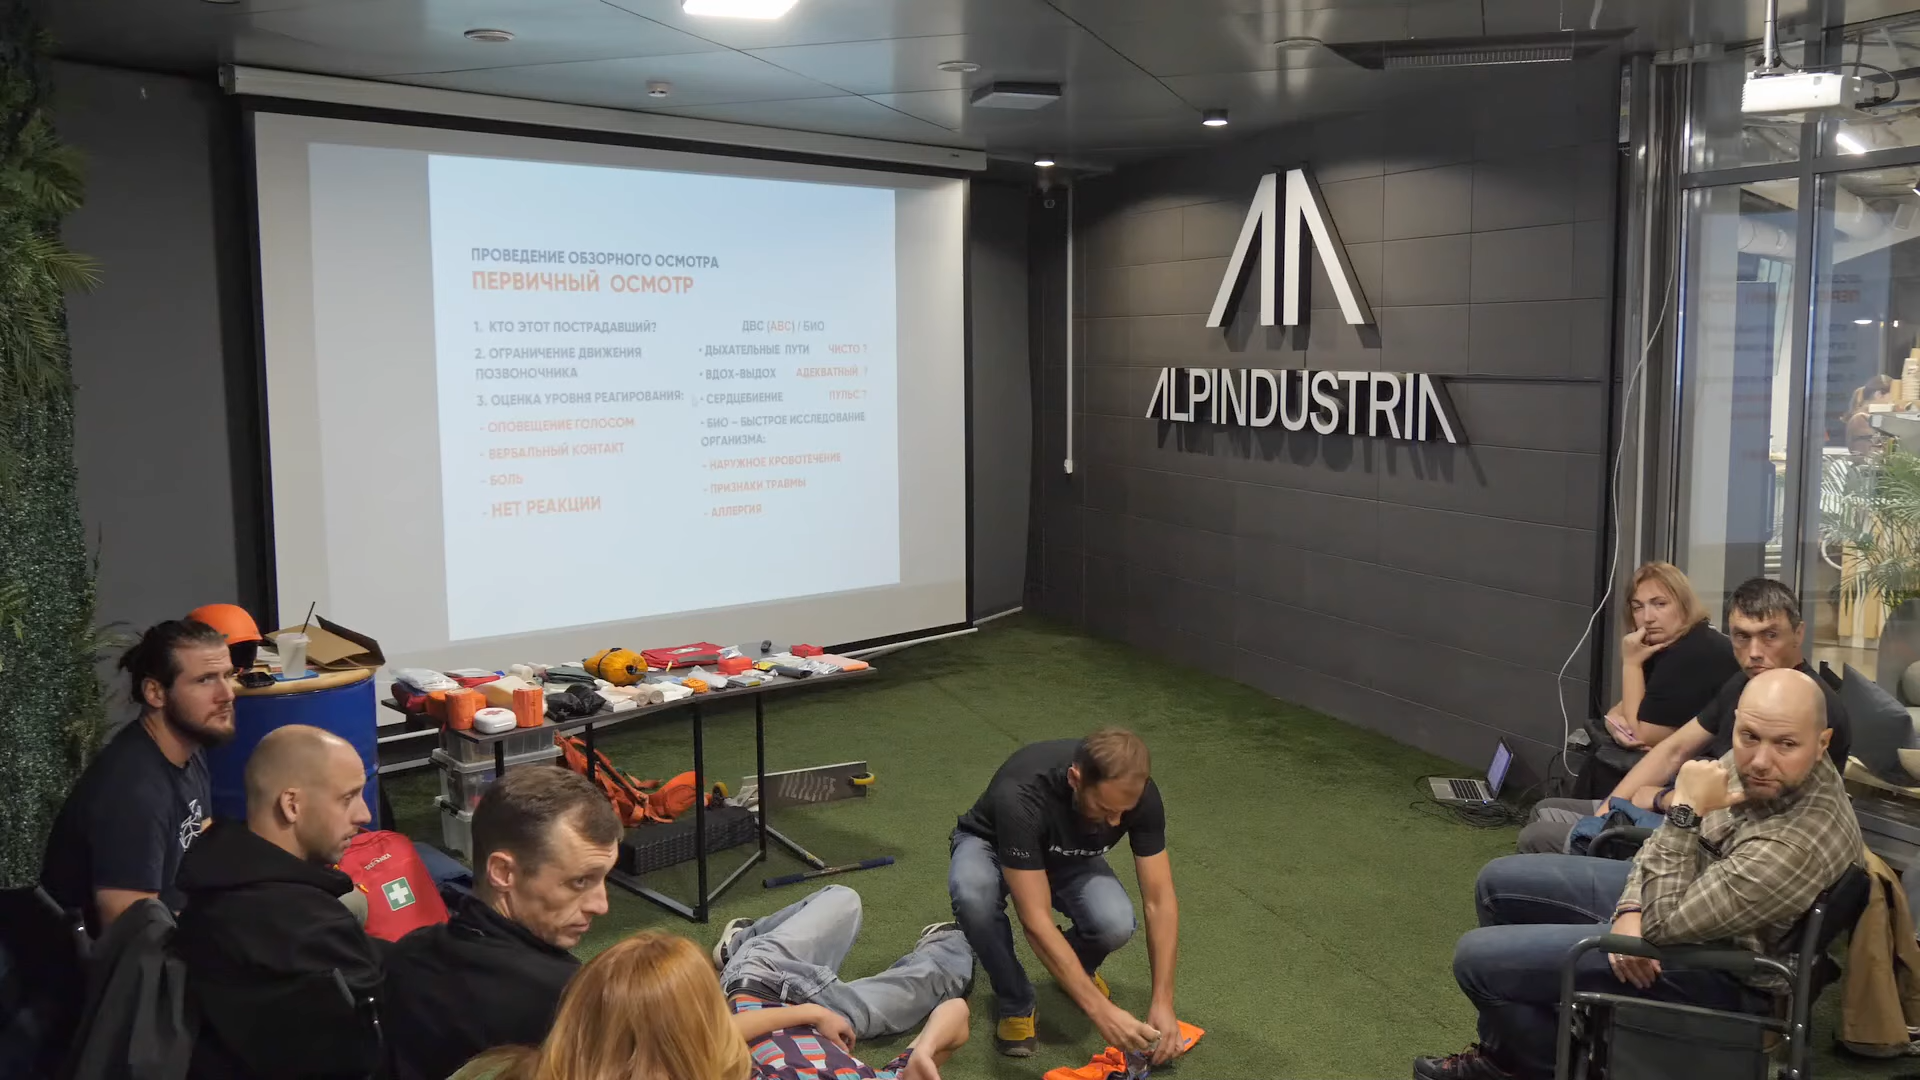 ПРОВЕДЕНИЕ ОБЗОРНОГО ОСМОТРА
ПЕРВИЧНЫЙ ОСМОТР
1. КТО ЭТОТ ПОСТРАДАВШИЙ?
2. ОГРАНИЧЕНИЕ ДВИЖЕНИЯ
ПОЗВОНОЧНИКА
3. ОЦЕНКА УРОВНЯ РЕАГИРОВАНИЯ:
- ОПОВЕЩЕНИЕ ГОЛОСОМ
- ВЕРБАЛЬНЫЙ КОНТАКТ
- БОЛЬ
- НЕТ РЕАКЦИИ
ДВС (ABC) / БИО
• ДЫХАТЕЛЬНЫЕ ПУТИ ЧИСТО ?
• ВДОХ-ВЫДОХ АДЕКВАТНЫЙ ?
• СЕРДЦЕБИЕНИЕ ПУЛЬС ?
• БИО – БЫСТРОЕ ИССЛЕДОВАНИЕ
ОРГАНИЗМА:
- НАРУЖНОЕ КРОВОТЕЧЕНИЕ
- ПРИЗНАКИ ТРАВМЫ
- АЛЛЕРГИЯ
ALPINDUSTRIA